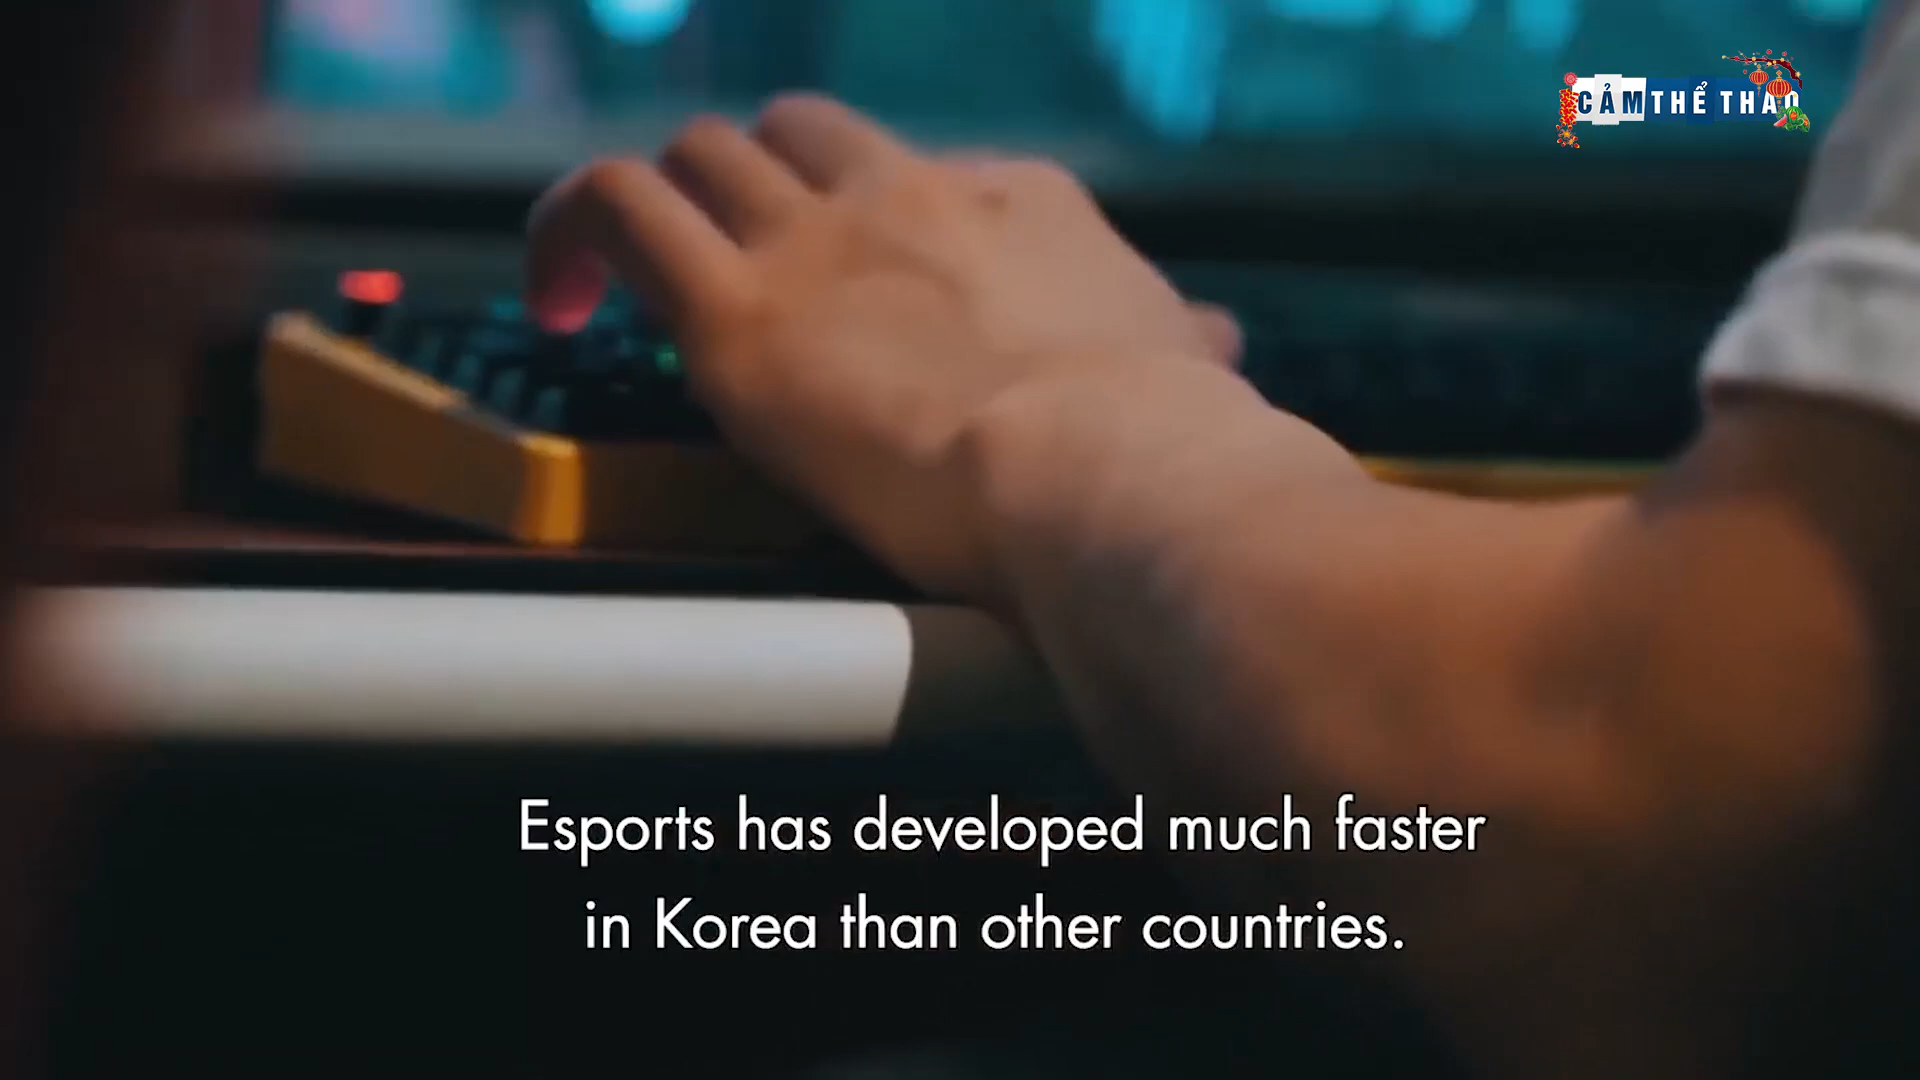 CẢM THỂ THAO
Esports has developed much faster
in Korea than other countries.